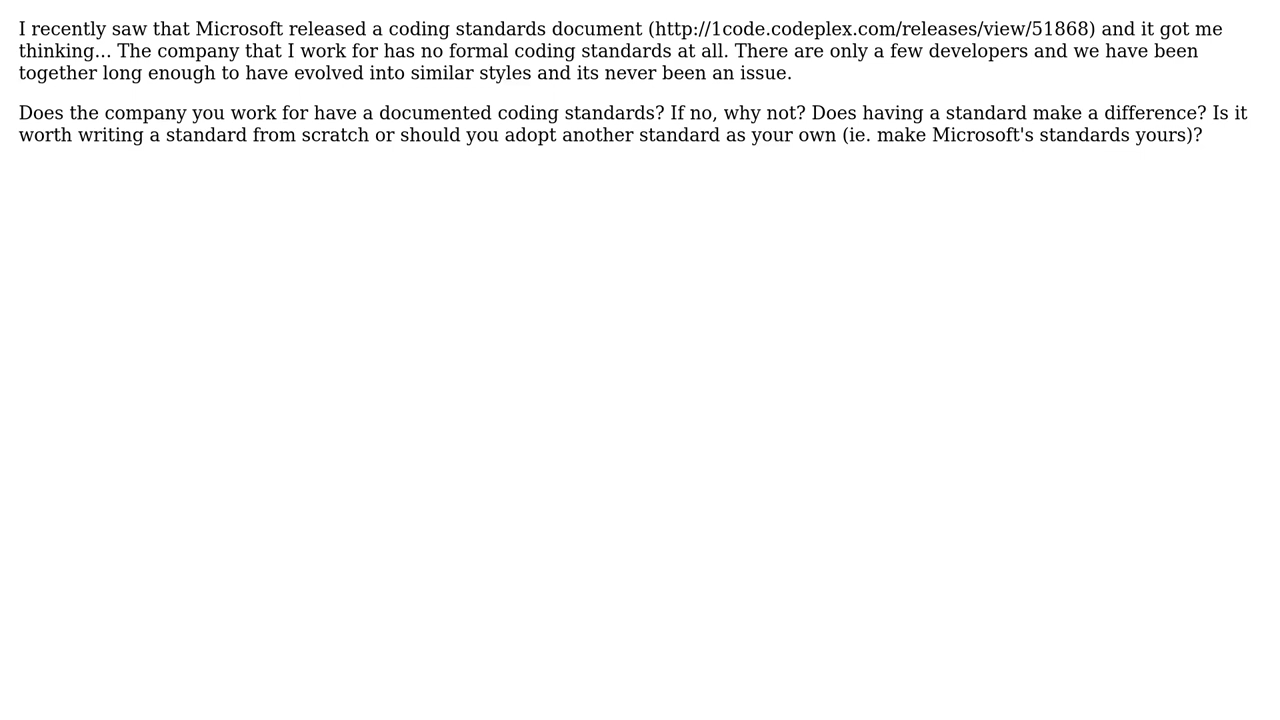 I recently saw that Microsoft released a coding standards document (http://1code.codeplex.com/releases/view/51868) and it got me
thinking... The company that I work for has no formal coding standards at all. There are only a few developers and we have been
together long enough to have evolved into similar styles and its never been an issue.
Does the company you work for have a documented coding standards? If no, why not? Does having a standard make a difference? Is it
worth writing a standard from scratch or should you adopt another standard as your own (ie. make Microsoft's standards yours)?